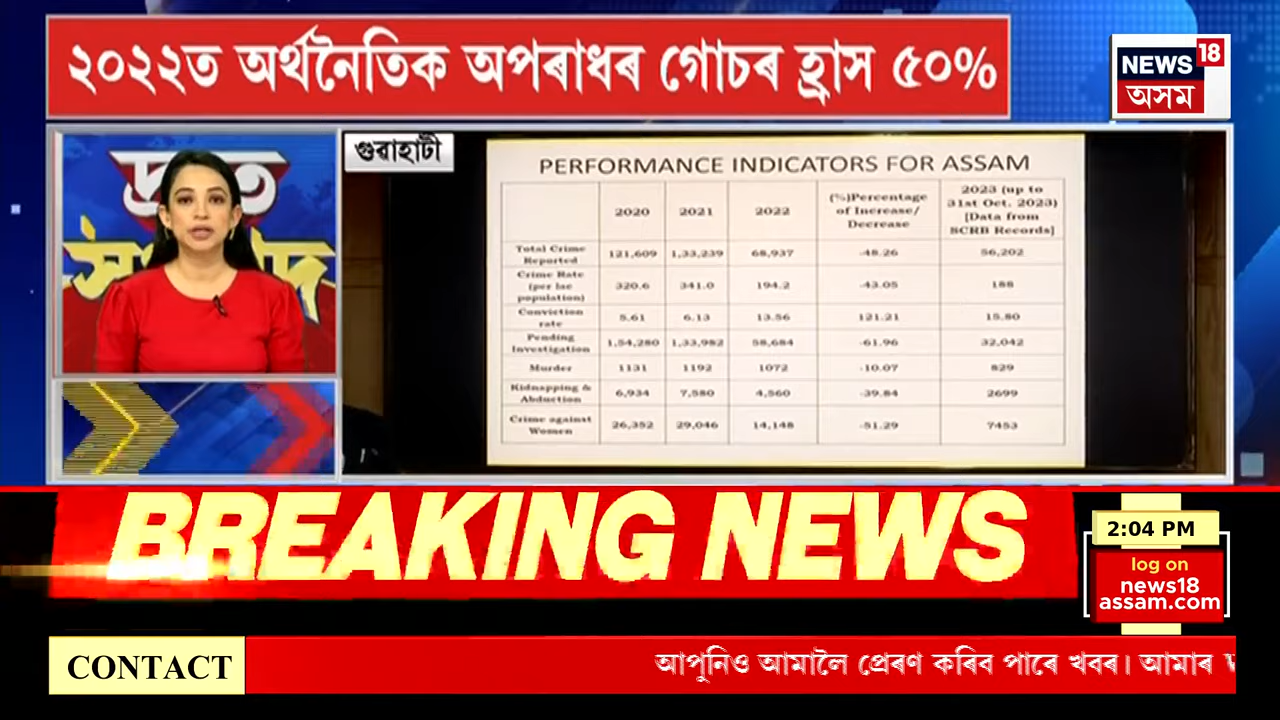 ২০২২ত অৰ্থনৈতিক অপৰাধৰ গোচৰ হ্ৰাস ৫০%
NEWS 18
অসম
দ্ৰুত
সংবাদ
গুৱাহাটী
PERFORMANCE INDICATORS FOR ASSAM
2020 2021 2022 (%)Percentage of Increase/ Decrease 2023 (up to 31st Oct. 2023) [Data from SCRB Records]
Total Crime Reported 121,609 1,33,239 68,937 -48.26 56,202
Crime Rate (per lac population) 320.6 341.0 194.2 -43.05 188
Conviction rate 5.61 6.13 13.56 121.21 15.80
Pending Investigation 1,54,280 1,33,982 58,684 -61.96 32,042
Murder 1131 1192 1072 -10.07 829
Kidnapping & Abduction 6,934 7,580 4,560 -39.84 2699
Crime against Women 26,352 29,046 14,148 -51.29 7453
BREAKING NEWS
2:04 PM
log on
news18
assam.com
CONTACT
আপুনিও আমালৈ প্ৰেৰণ কৰিব পাৰে খবৰ। আমাৰ